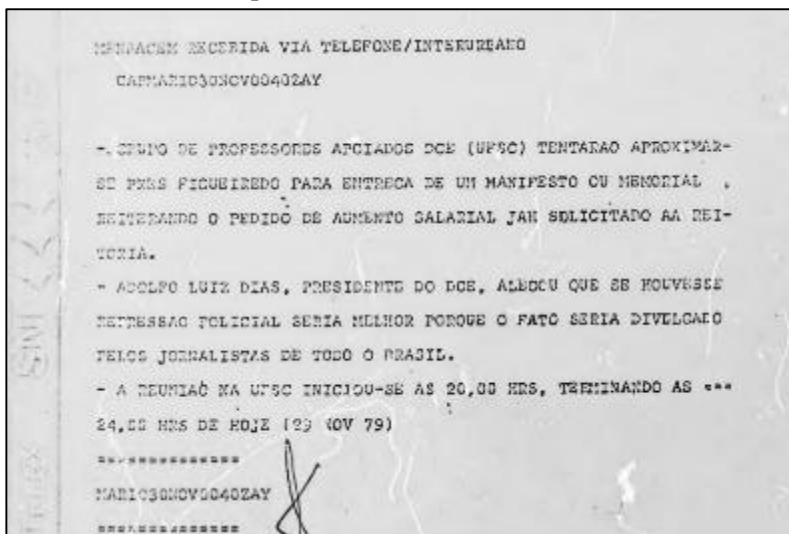 MENSAGEM RECEBIDA VIA TELEFONE/INTERURBANO
CAPMARIO30NOV0040ZAY
-. GRUPO DE PROFESSORES APOIADOS DCE (UFSC) TENTARAO APROXIMAR-
SE PRES FIGUEIREDO PARA ENTREGA DE UM MANIFESTO OU MEMORIAL ,
REITERANDO O PEDIDO DE AUMENTO SALARIAL JAH SOLICITADO AA REI-
TORIA.
- ADOLFO LUIZ DIAS, PRESIDENTE DO DCE, ALEGOU QUE SE HOUVESSE
REPRESSAO POLICIAL SERIA MELHOR PORQUE O FATO SERIA DIVULGADO
PELOS JORNALISTAS DE TODO O BRASIL.
- A REUNIAO NA UFSC INICIOU-SE AS 20,00 HRS, TERMINANDO AS ***
24,00 HRS DE HOJE (29 NOV 79)
===============
MARIO30NOV0040ZAY
===============
SNI